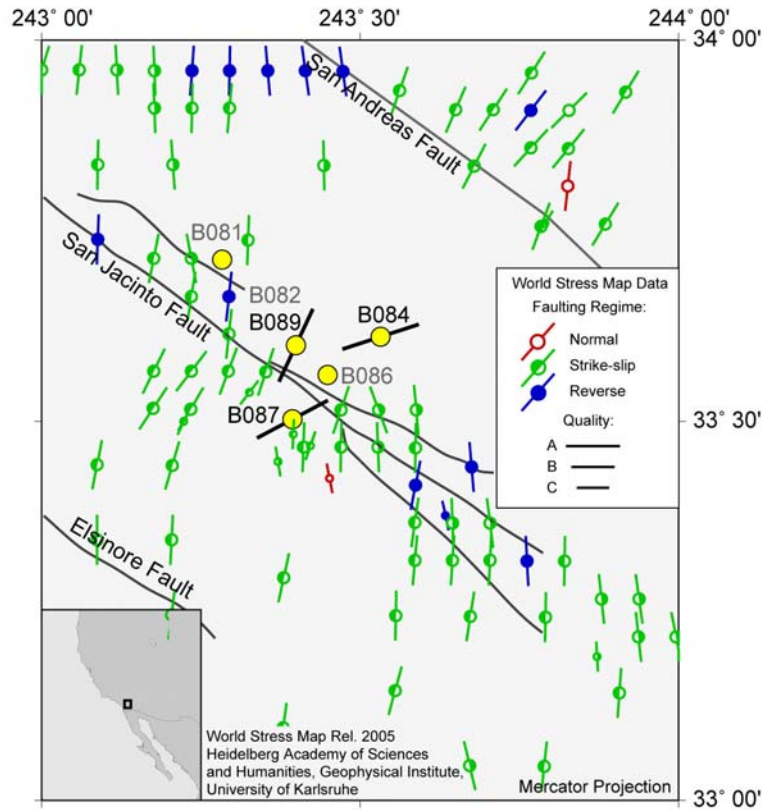 243° 00'
243° 30'
244° 00'
34° 00'
San Andreas Fault
B081
San Jacinto Fault
B082
B089
B084
B086
B087
World Stress Map Data
Faulting Regime:
Normal
Strike-slip
Reverse
Quality:
A
B
C
33° 30'
Elsinore Fault
World Stress Map Rel. 2005
Heidelberg Academy of Sciences
and Humanities, Geophysical Institute,
University of Karlsruhe
Mercator Projection
33° 00'